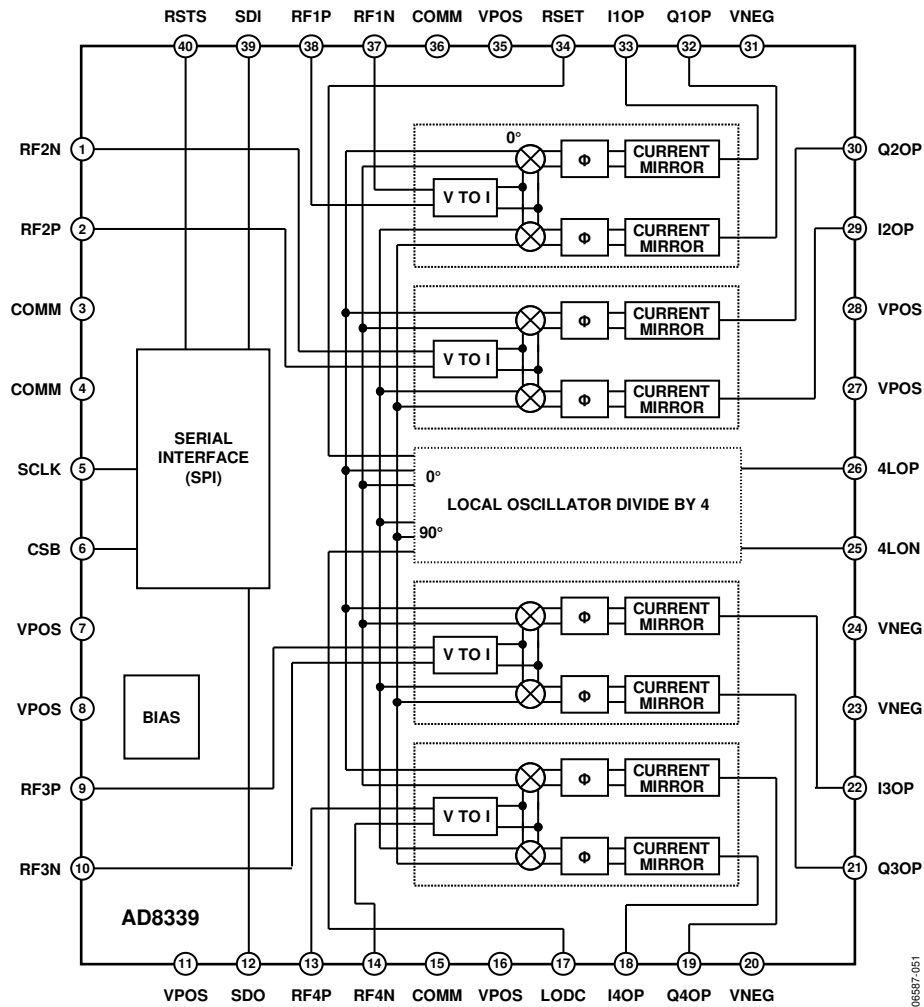 RSTS SDI RF1P RF1N COMM VPOS RSET I1OP Q1OP VNEG
40 39 38 37 36 35 34 33 32 31
RF2N 1
RF2P 2
COMM 3
COMM 4
SCLK 5
CSB 6
VPOS 7
VPOS 8
RF3P 9
RF3N 10
SERIAL
INTERFACE
(SPI)
BIAS
AD8339
0°
V TO I
Φ
CURRENT
MIRROR
Φ
CURRENT
MIRROR
V TO I
Φ
CURRENT
MIRROR
Φ
CURRENT
MIRROR
0°
90°
LOCAL OSCILLATOR DIVIDE BY 4
V TO I
Φ
CURRENT
MIRROR
Φ
CURRENT
MIRROR
V TO I
Φ
CURRENT
MIRROR
Φ
CURRENT
MIRROR
30 Q2OP
29 I2OP
28 VPOS
27 VPOS
26 4LOP
25 4LON
24 VNEG
23 VNEG
22 I3OP
21 Q3OP
11 12 13 14 15 16 17 18 19 20
VPOS SDO RF4P RF4N COMM VPOS LODC I4OP Q4OP VNEG
06587-051